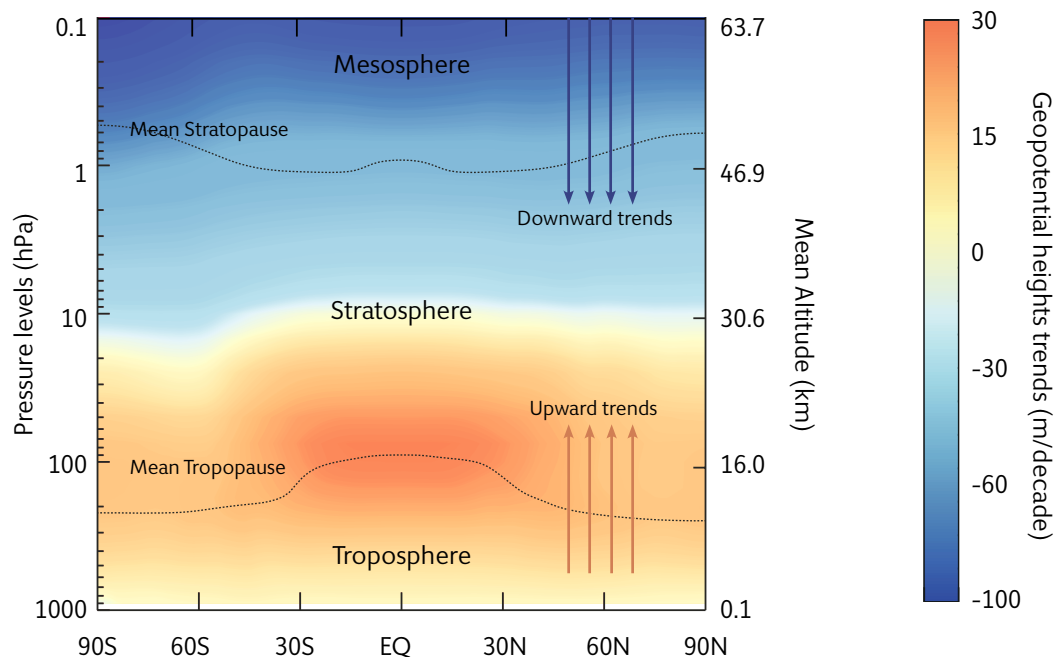 0.1
1
10
100
1000
Pressure levels (hPa)
90S
60S
30S
EQ
30N
60N
90N
Mesosphere
Mean Stratopause
Downward trends
Stratosphere
Upward trends
Mean Tropopause
Troposphere
63.7
46.9
30.6
16.0
0.1
Mean Altitude (km)
30
15
0
-30
-60
-100
Geopotential heights trends (m/decade)